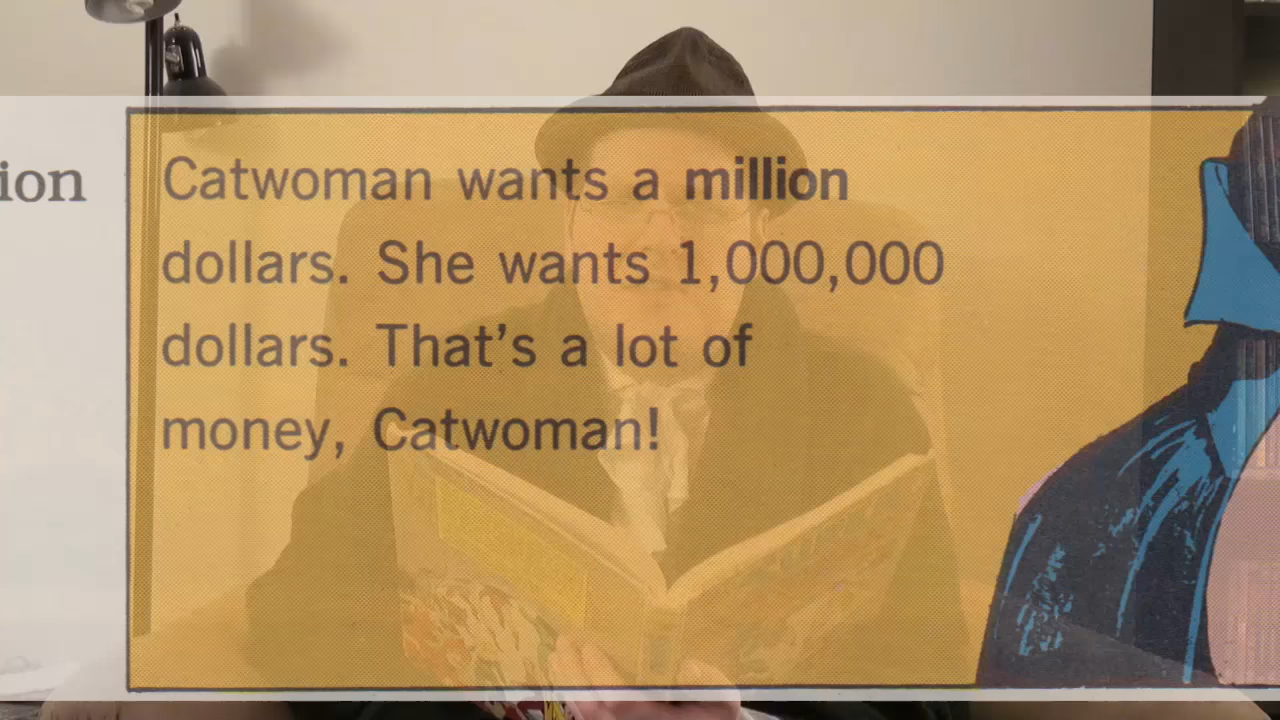 ion
Catwoman wants a million
dollars. She wants 1,000,000
dollars. That's a lot of
money, Catwoman!